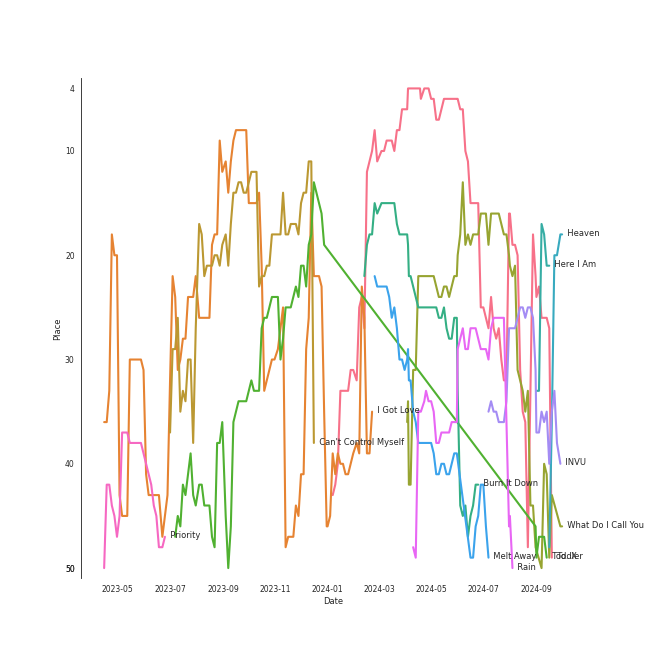 4
10
20
30
40
50
Place
Heaven
Here I Am
I Got Love
Can't Control Myself
INVU
Burn It Down
What Do I Call You
Priority
Melt Away
Rain
2023-05
2023-07
2023-09
2023-11
2024-01
2024-03
2024-05
2024-07
2024-09
Date